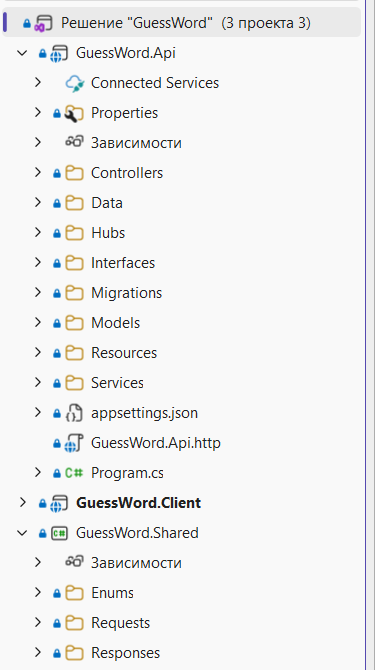 Решение "GuessWord" (3 проекта 3)
GuessWord.Api
Connected Services
Properties
Зависимости
Controllers
Data
Hubs
Interfaces
Migrations
Models
Resources
Services
appsettings.json
GuessWord.Api.http
C# Program.cs
GuessWord.Client
C# GuessWord.Shared
Зависимости
Enums
Requests
Responses